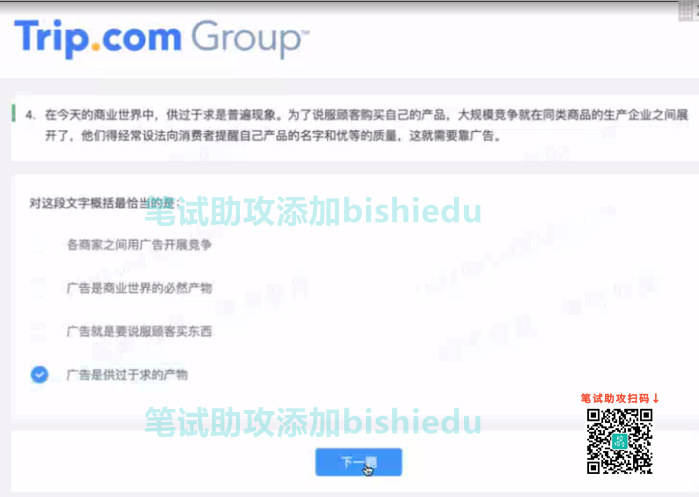 Trip.com Group™
4. 在今天的商业世界中，供过于求是普遍现象。为了说服顾客购买自己的产品，大规模竞争就在同类商品的生产企业之间展
开了，他们得经常设法向消费者提醒自己产品的名字和优等的质量，这就需要靠广告。
对这段文字概括最恰当的是：
笔试助攻添加bishiedu
各商家之间用广告开展竞争
广告是商业世界的必然产物
广告就是要说服顾客买东西
广告是供过于求的产物
笔试助攻扫码↓
笔试助攻添加bishiedu
下一题